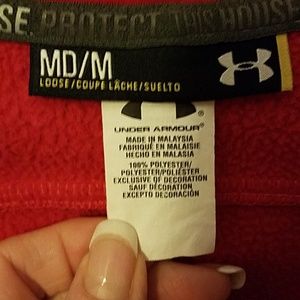 SE PROTECT THIS HOUSE
MD/M
LOOSE/COUPE LÂCHE/SUELTO
UNDER ARMOUR
MADE IN MALAYSIA
FABRIQUÉ EN MALAISIE
HECHO EN MALASIA
100% POLYESTER/
POLYESTER/POLIÉSTER
EXCLUSIVE OF DECORATION
SAUF DÉCORATION
EXCEPTO DECORACIÓN